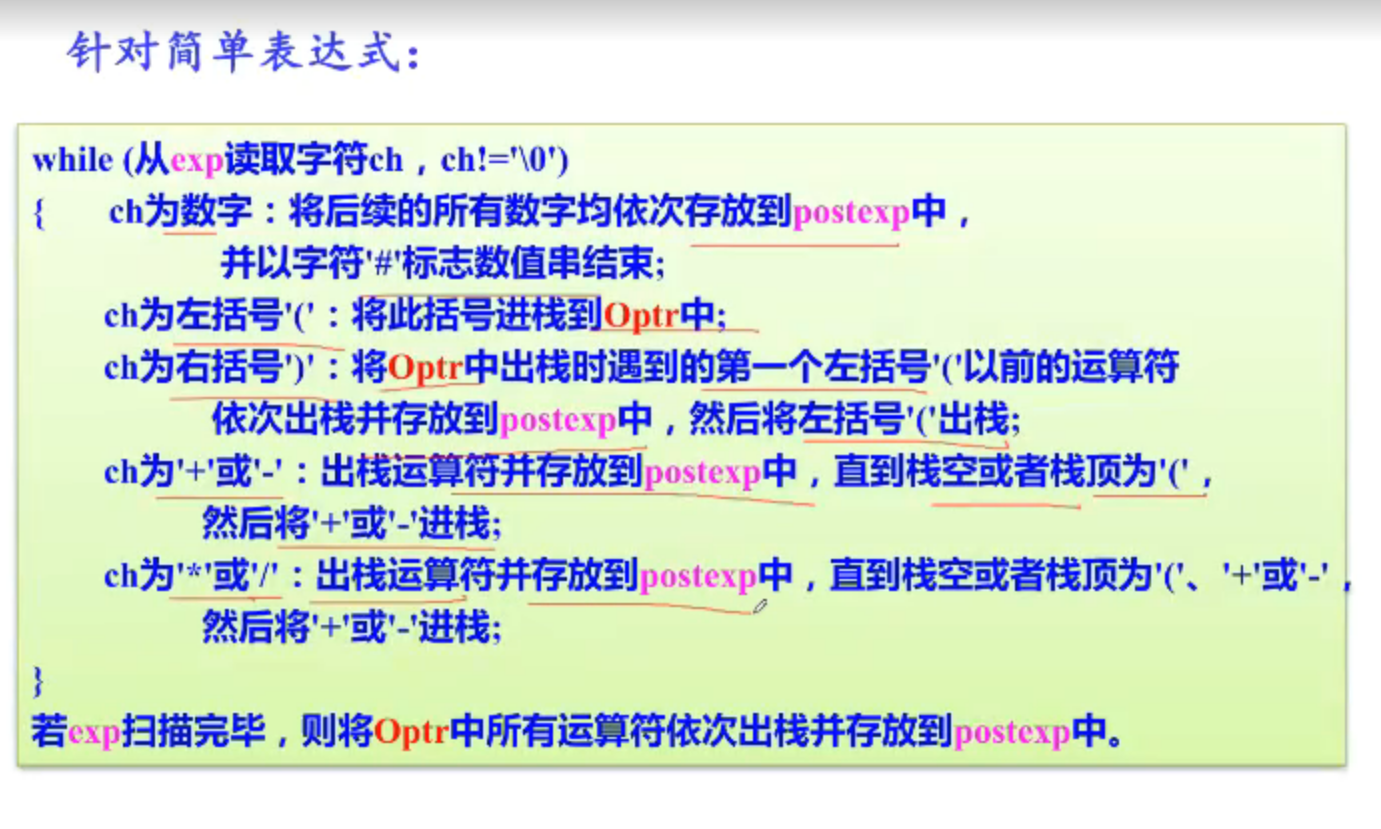 针对简单表达式：
while (从exp读取字符ch，ch!='\0')
{ ch为数字：将后续的所有数字均依次存放到postexp中，
并以字符'#'标志数值串结束;
ch为左括号'('：将此括号进栈到Optr中;
ch为右括号')'：将Optr中出栈时遇到的第一个左括号'('以前的运算符
依次出栈并存放到postexp中，然后将左括号'('出栈;
ch为'+'或'-'：出栈运算符并存放到postexp中，直到栈空或者栈顶为'('，
然后将'+'或'-'进栈;
ch为'*'或'/'：出栈运算符并存放到postexp中，直到栈空或者栈顶为'('、'+'或'-'，
然后将'+'或'-'进栈;
}
若exp扫描完毕，则将Optr中所有运算符依次出栈并存放到postexp中。